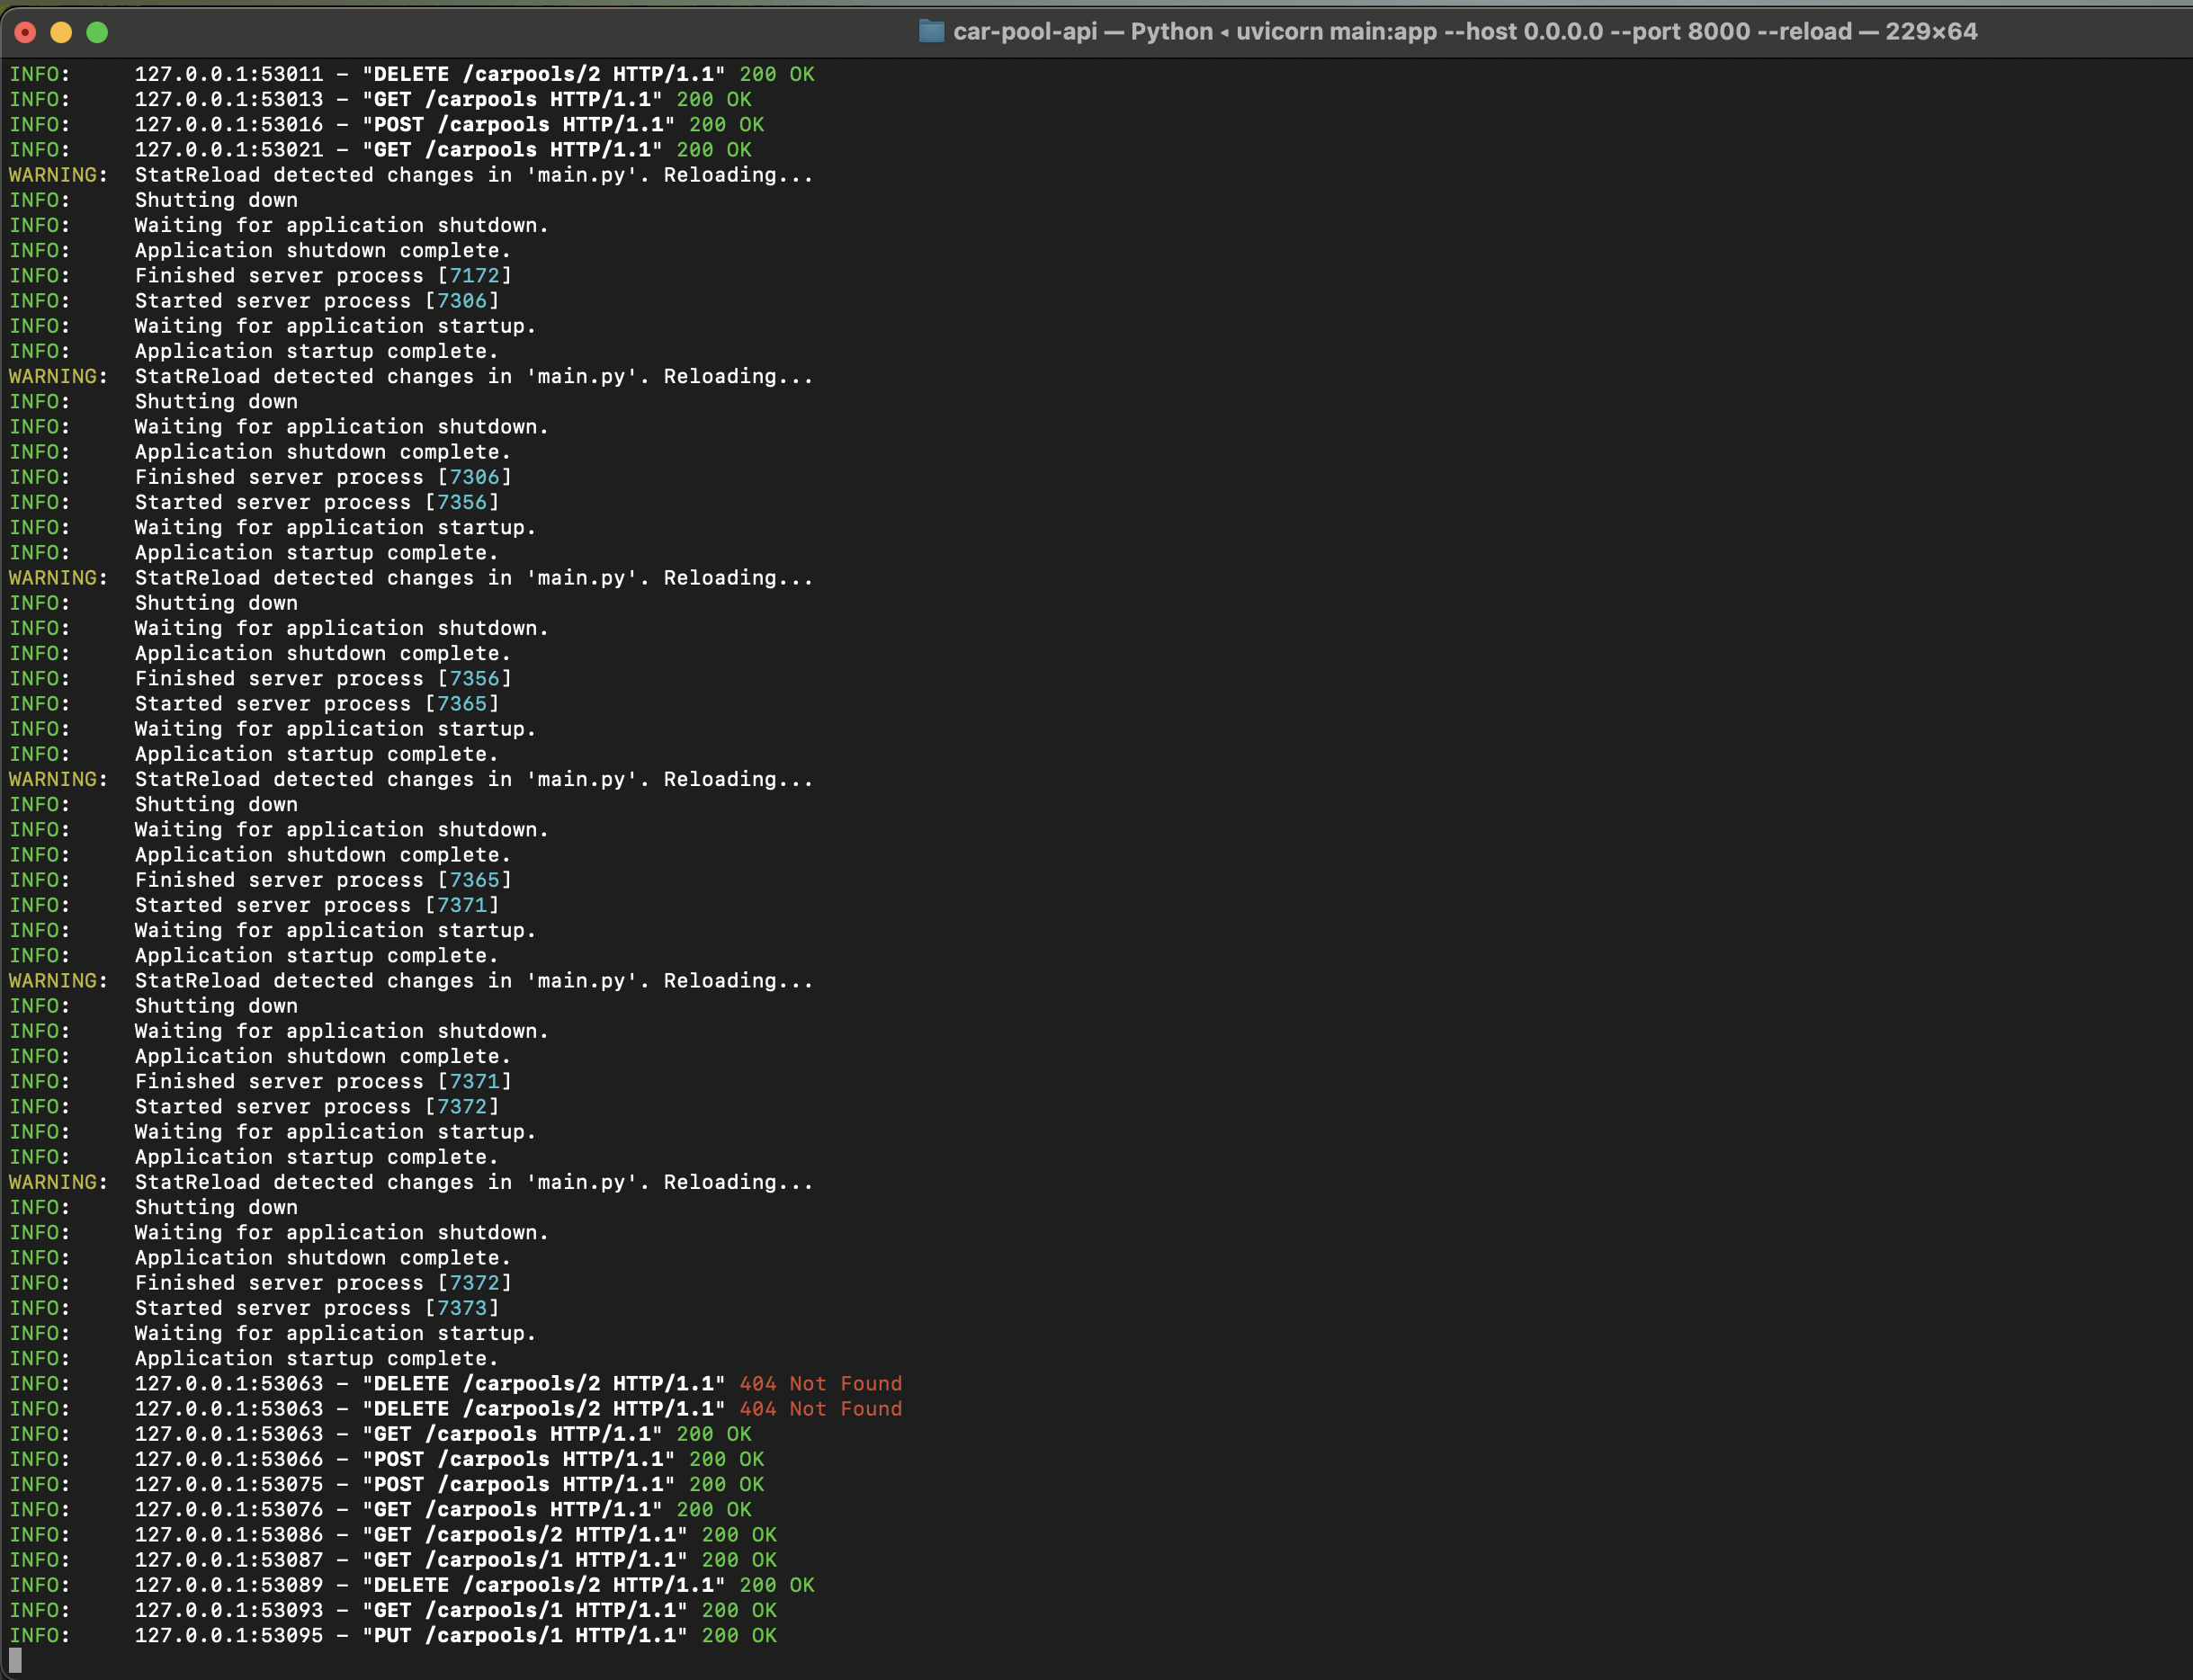 car-pool-api — Python ◂ uvicorn main:app --host 0.0.0.0 --port 8000 --reload — 229×64
INFO:     127.0.0.1:53011 - "DELETE /carpools/2 HTTP/1.1" 200 OK
INFO:     127.0.0.1:53013 - "GET /carpools HTTP/1.1" 200 OK
INFO:     127.0.0.1:53016 - "POST /carpools HTTP/1.1" 200 OK
INFO:     127.0.0.1:53021 - "GET /carpools HTTP/1.1" 200 OK
WARNING:  StatReload detected changes in 'main.py'. Reloading...
INFO:     Shutting down
INFO:     Waiting for application shutdown.
INFO:     Application shutdown complete.
INFO:     Finished server process [7172]
INFO:     Started server process [7306]
INFO:     Waiting for application startup.
INFO:     Application startup complete.
WARNING:  StatReload detected changes in 'main.py'. Reloading...
INFO:     Shutting down
INFO:     Waiting for application shutdown.
INFO:     Application shutdown complete.
INFO:     Finished server process [7306]
INFO:     Started server process [7356]
INFO:     Waiting for application startup.
INFO:     Application startup complete.
WARNING:  StatReload detected changes in 'main.py'. Reloading...
INFO:     Shutting down
INFO:     Waiting for application shutdown.
INFO:     Application shutdown complete.
INFO:     Finished server process [7356]
INFO:     Started server process [7365]
INFO:     Waiting for application startup.
INFO:     Application startup complete.
WARNING:  StatReload detected changes in 'main.py'. Reloading...
INFO:     Shutting down
INFO:     Waiting for application shutdown.
INFO:     Application shutdown complete.
INFO:     Finished server process [7365]
INFO:     Started server process [7371]
INFO:     Waiting for application startup.
INFO:     Application startup complete.
WARNING:  StatReload detected changes in 'main.py'. Reloading...
INFO:     Shutting down
INFO:     Waiting for application shutdown.
INFO:     Application shutdown complete.
INFO:     Finished server process [7371]
INFO:     Started server process [7372]
INFO:     Waiting for application startup.
INFO:     Application startup complete.
WARNING:  StatReload detected changes in 'main.py'. Reloading...
INFO:     Shutting down
INFO:     Waiting for application shutdown.
INFO:     Application shutdown complete.
INFO:     Finished server process [7372]
INFO:     Started server process [7373]
INFO:     Waiting for application startup.
INFO:     Application startup complete.
INFO:     127.0.0.1:53063 - "DELETE /carpools/2 HTTP/1.1" 404 Not Found
INFO:     127.0.0.1:53063 - "DELETE /carpools/2 HTTP/1.1" 404 Not Found
INFO:     127.0.0.1:53063 - "GET /carpools HTTP/1.1" 200 OK
INFO:     127.0.0.1:53066 - "POST /carpools HTTP/1.1" 200 OK
INFO:     127.0.0.1:53075 - "POST /carpools HTTP/1.1" 200 OK
INFO:     127.0.0.1:53076 - "GET /carpools HTTP/1.1" 200 OK
INFO:     127.0.0.1:53086 - "GET /carpools/2 HTTP/1.1" 200 OK
INFO:     127.0.0.1:53087 - "GET /carpools/1 HTTP/1.1" 200 OK
INFO:     127.0.0.1:53089 - "DELETE /carpools/2 HTTP/1.1" 200 OK
INFO:     127.0.0.1:53093 - "GET /carpools/1 HTTP/1.1" 200 OK
INFO:     127.0.0.1:53095 - "PUT /carpools/1 HTTP/1.1" 200 OK